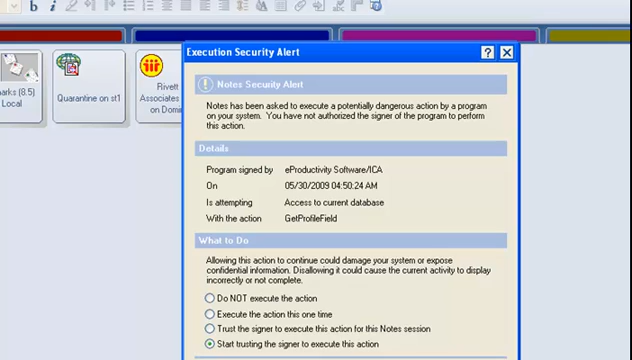 b i
Execution Security Alert
arks (8.5)
Local
Quarantine on st1
Rivett
Associates
on Domi
Notes Security Alert
Notes has been asked to execute a potentially dangerous action by a program
on your system. You have not authorized the signer of the program to perform
this action.
Details
Program signed by eProductivity Software/ICA
On 05/30/2009 04:50:24 AM
Is attempting Access to current database
With the action GetProfileField
What to Do
Allowing this action to continue could damage your system or expose
confidential information. Disallowing it could cause the current activity to display
incorrectly or not complete.
Do NOT execute the action
Execute the action this one time
Trust the signer to execute this action for this Notes session
Start trusting the signer to execute this action